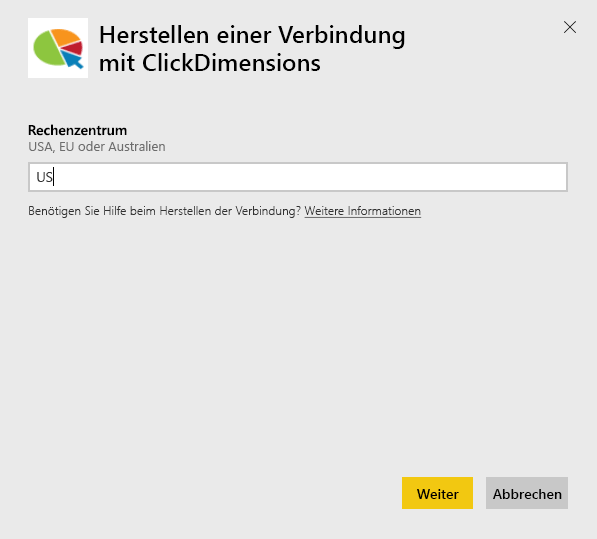 Herstellen einer Verbindung
mit ClickDimensions
Rechenzentrum
USA, EU oder Australien
US
Benötigen Sie Hilfe beim Herstellen der Verbindung? Weitere Informationen
Weiter Abbrechen